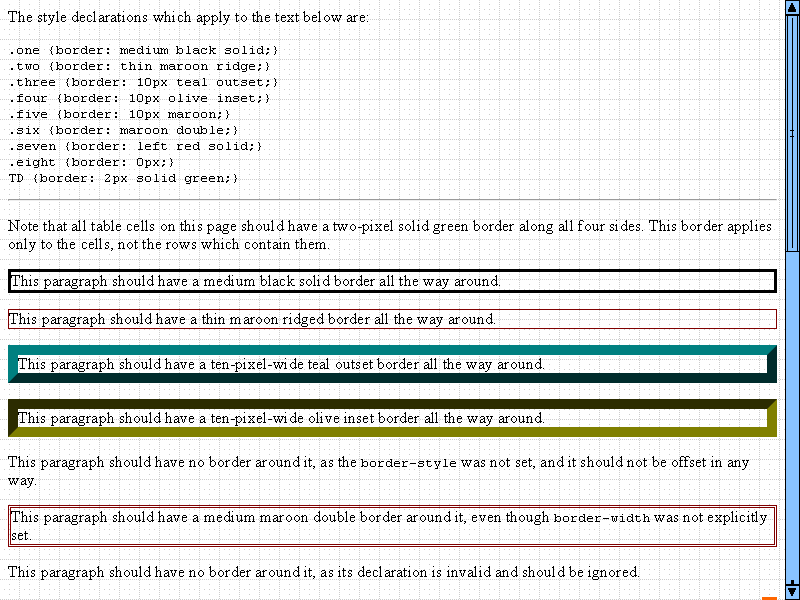 The style declarations which apply to the text below are:
.one {border: medium black solid;}
.two {border: thin maroon ridge;}
.three {border: 10px teal outset;}
.four {border: 10px olive inset;}
.five {border: 10px maroon;}
.six {border: maroon double;}
.seven {border: left red solid;}
.eight {border: 0px;}
TD {border: 2px solid green;}
Note that all table cells on this page should have a two-pixel solid green border along all four sides. This border applies
only to the cells, not the rows which contain them.
This paragraph should have a medium black solid border all the way around.
This paragraph should have a thin maroon ridged border all the way around.
This paragraph should have a ten-pixel-wide teal outset border all the way around.
This paragraph should have a ten-pixel-wide olive inset border all the way around.
This paragraph should have no border around it, as the border-style was not set, and it should not be offset in any
way.
This paragraph should have a medium maroon double border around it, even though border-width was not explicitly
set.
This paragraph should have no border around it, as its declaration is invalid and should be ignored.